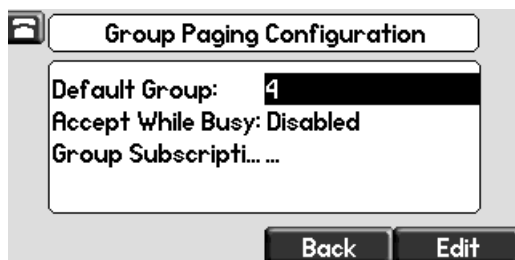 Group Paging Configuration
Default Group: 4
Accept While Busy: Disabled
Group Subscripti... ...
Back Edit